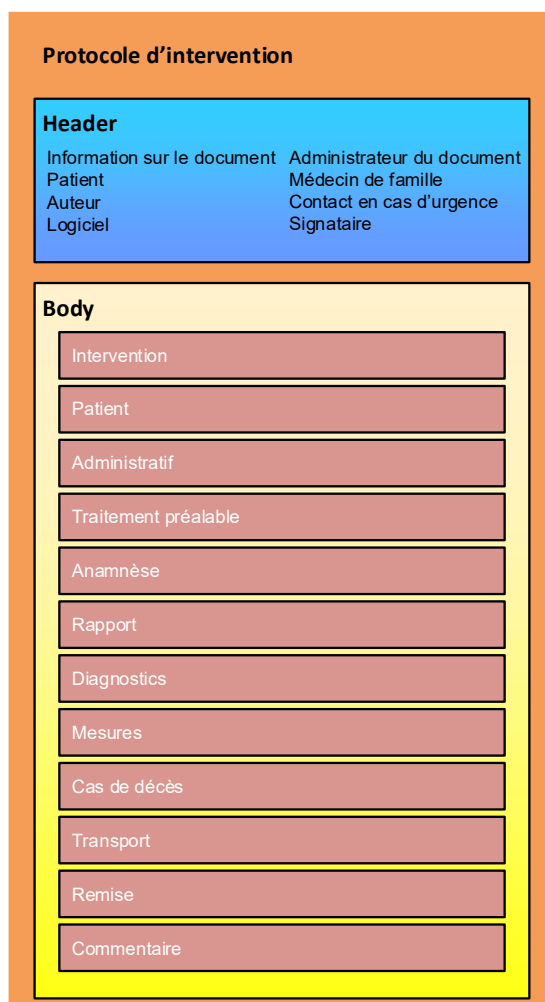 Protocole d’intervention
Header
Information sur le document
Patient
Auteur
Logiciel
Administrateur du document
Médecin de famille
Contact en cas d’urgence
Signataire
Body
Intervention
Patient
Administratif
Traitement préalable
Anamnèse
Rapport
Diagnostics
Mesures
Cas de décès
Transport
Remise
Commentaire